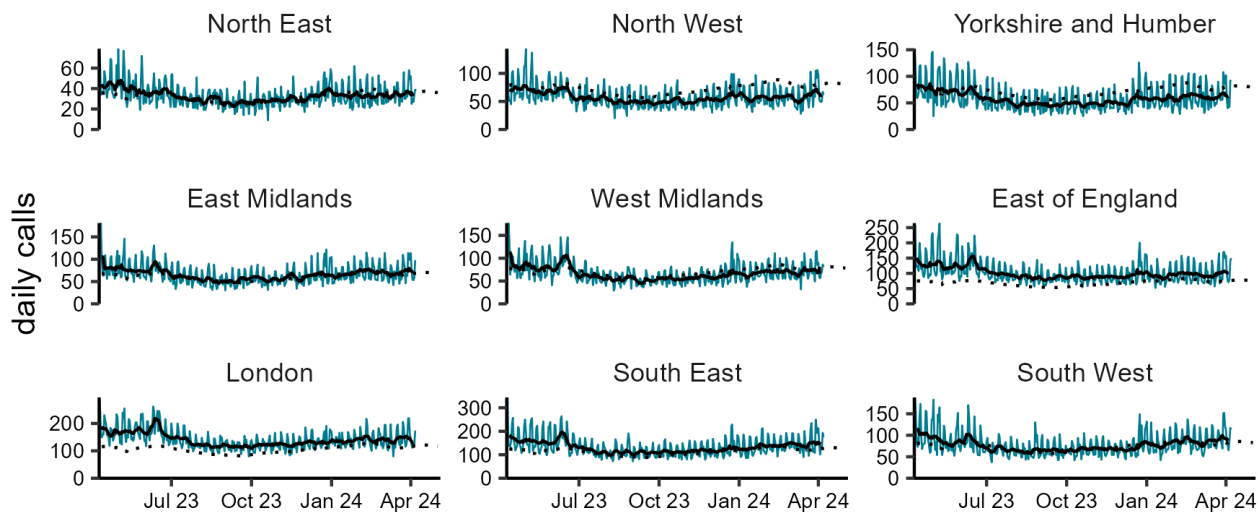 North East
North West
Yorkshire and Humber
60
40
20
0
100
50
0
150
100
50
0
daily calls
East Midlands
West Midlands
East of England
150
100
50
0
150
100
50
0
250
200
150
100
50
0
London
South East
South West
200
100
0
300
200
100
0
150
100
50
0
Jul 23 Oct 23 Jan 24 Apr 24
Jul 23 Oct 23 Jan 24 Apr 24
Jul 23 Oct 23 Jan 24 Apr 24